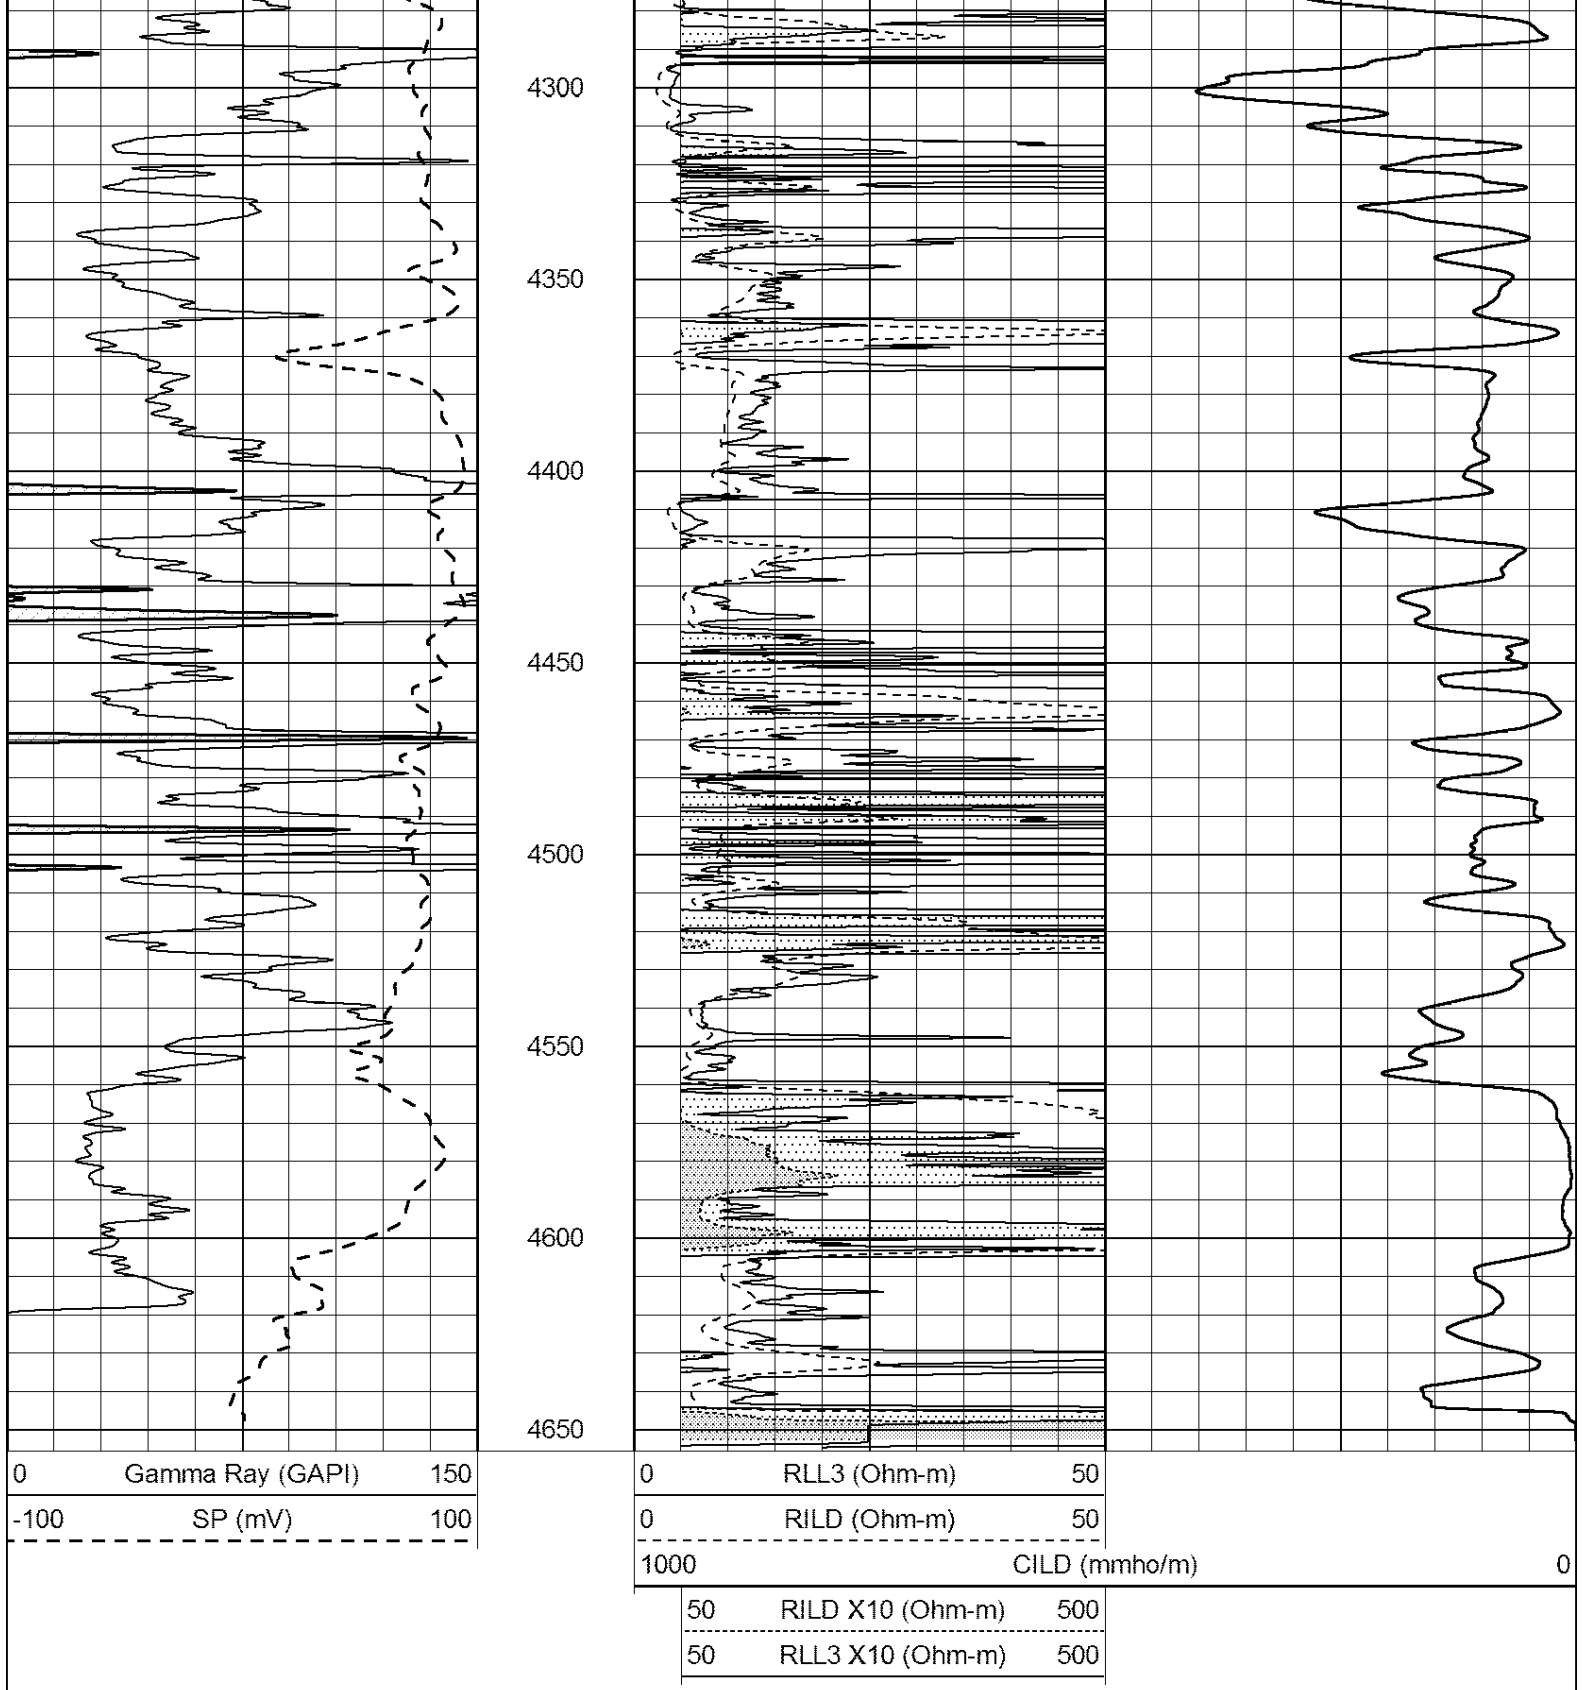 4300
4350
4400
4450
4500
4550
4600
4650
0 Gamma Ray (GAPI) 150
-100 SP (mV) 100
0 RLL3 (Ohm-m) 50
0 RILD (Ohm-m) 50
1000 CILD (mmho/m) 0
50 RILD X10 (Ohm-m) 500
50 RLL3 X10 (Ohm-m) 500